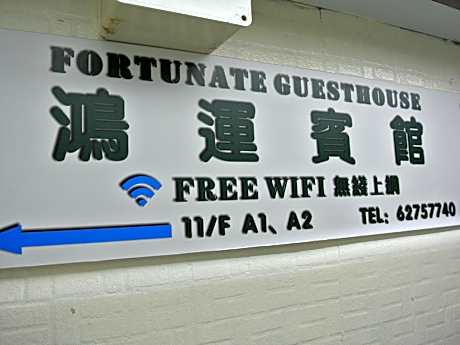 FORTUNATE GUESTHOUSE
鴻運賓館
FREE WIFI 無綫上網
11/F A1、A2 TEL: 62757740